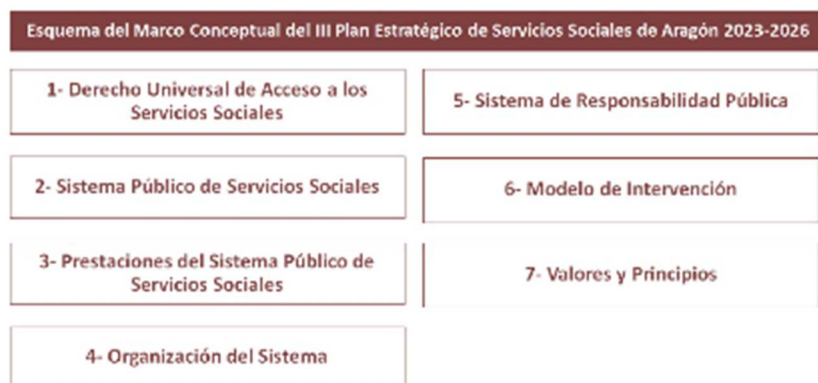 Esquema del Marco Conceptual del III Plan Estratégico de Servicios Sociales de Aragón 2023-2026
1- Derecho Universal de Acceso a los
Servicios Sociales
2- Sistema Público de Servicios Sociales
3- Prestaciones del Sistema Público de
Servicios Sociales
4- Organización del Sistema
5- Sistema de Responsabilidad Pública
6- Modelo de Intervención
7- Valores y Principios